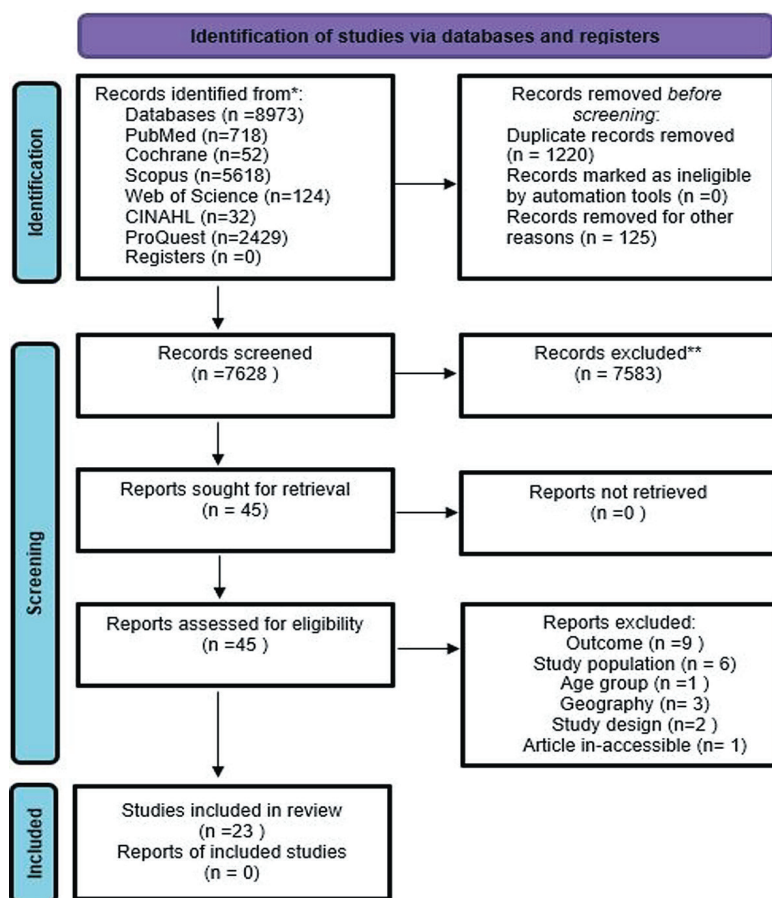 Identification of studies via databases and registers
Identification
Records identified from*:
Databases (n =8973)
PubMed (n=718)
Cochrane (n=52)
Scopus (n=5618)
Web of Science (n=124)
CINAHL (n=32)
ProQuest (n=2429)
Registers (n =0)
Records removed before
screening:
Duplicate records removed
(n = 1220)
Records marked as ineligible
by automation tools (n =0)
Records removed for other
reasons (n = 125)
Screening
Records screened
(n =7628 )
Records excluded**
(n = 7583)
Reports sought for retrieval
(n = 45)
Reports not retrieved
(n =0 )
Reports assessed for eligibility
(n =45 )
Reports excluded:
Outcome (n =9 )
Study population (n = 6)
Age group (n =1 )
Geography (n= 3)
Study design (n=2 )
Article in-accessible (n= 1)
Included
Studies included in review
(n =23 )
Reports of included studies
(n = 0)